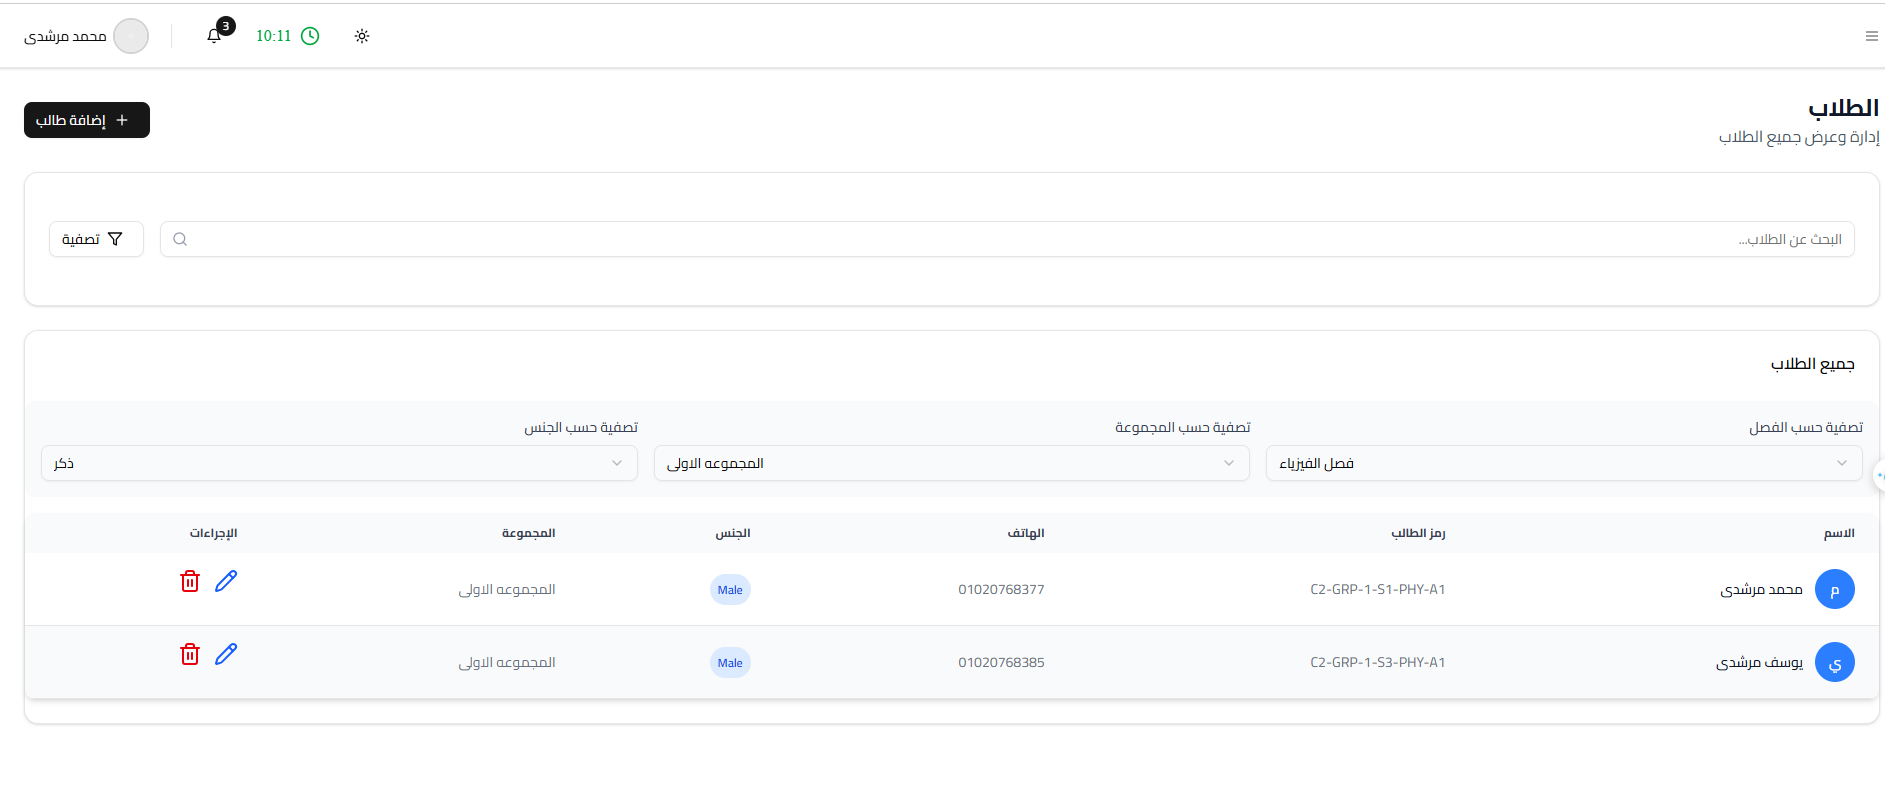 محمد مرشدى
3
10:11
الطلاب
إدارة وعرض جميع الطلاب
إضافة طالب
البحث عن الطلاب...
تصفية
جميع الطلاب
تصفية حسب الفصل
تصفية حسب المجموعة
تصفية حسب الجنس
فصل الفيزياء
المجموعه الاولى
ذكر
الاسم رمز الطالب الهاتف الجنس المجموعة الإجراءات
م محمد مرشدى C2-GRP-1-S1-PHY-A1 01020768377 Male المجموعه الاولى
ي يوسف مرشدى C2-GRP-1-S3-PHY-A1 01020768385 Male المجموعه الاولى